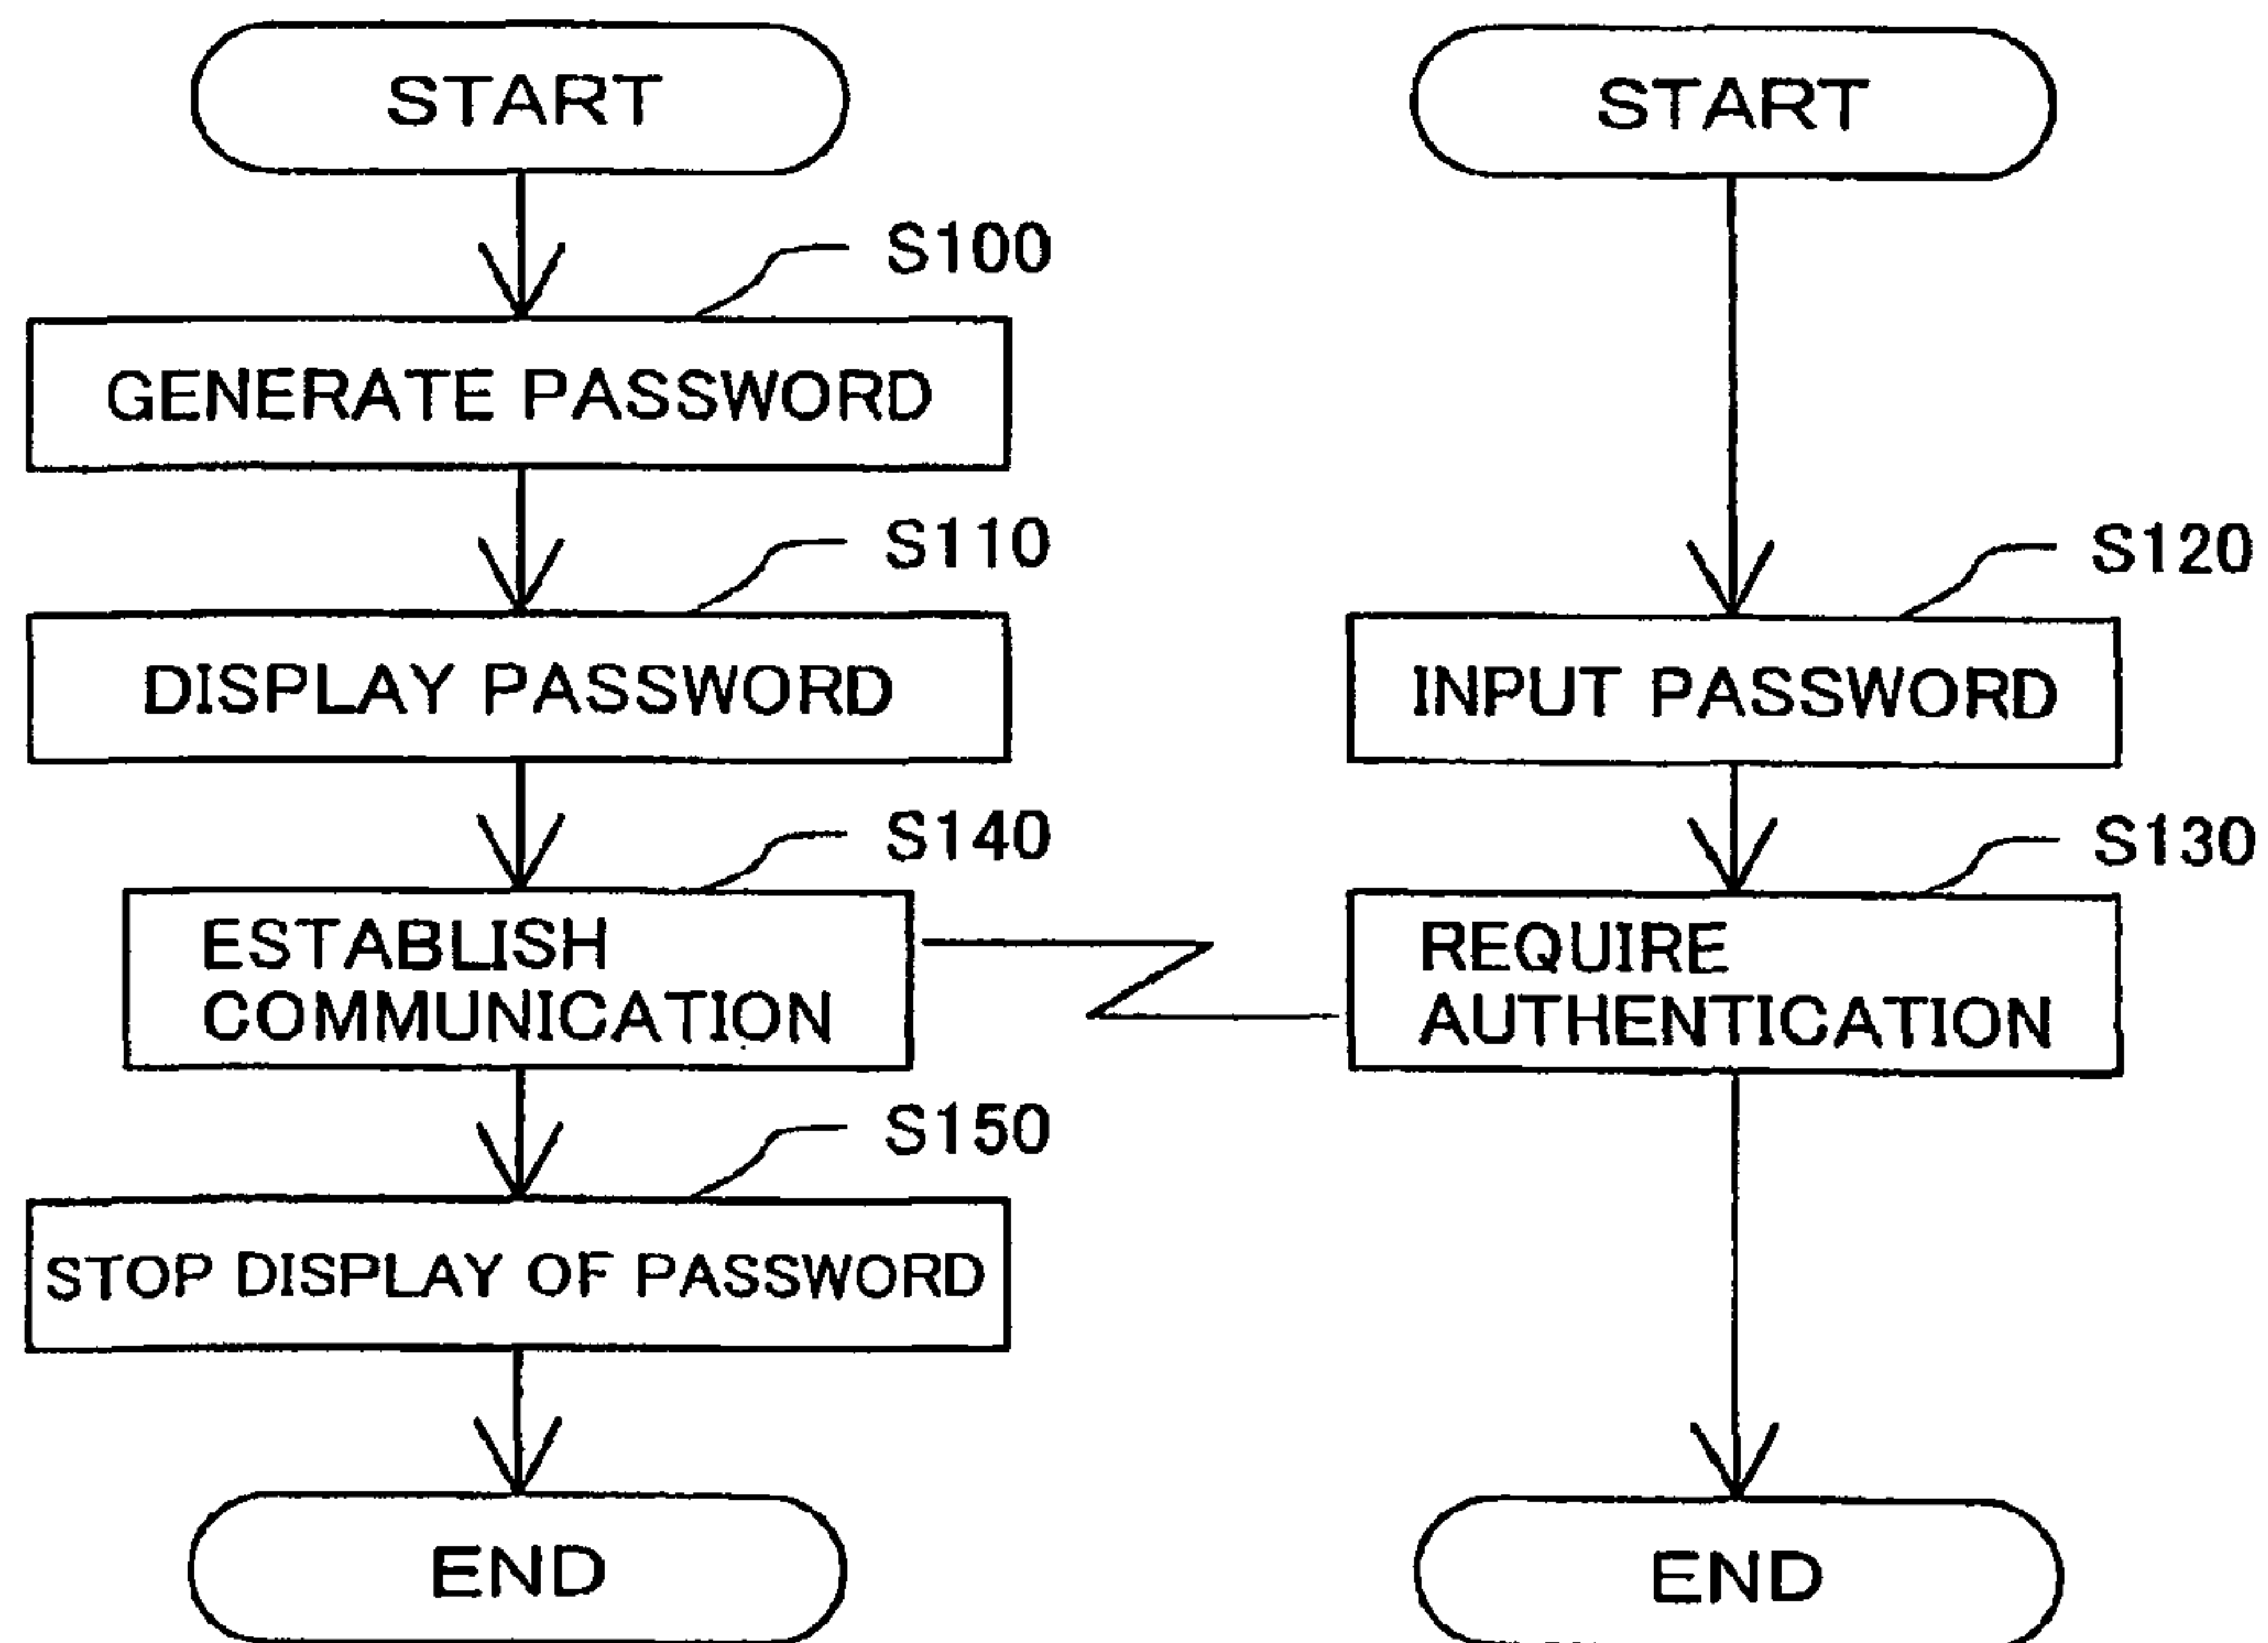 START
S100
GENERATE PASSWORD
S110
DISPLAY PASSWORD
S140
ESTABLISH
COMMUNICATION
S150
STOP DISPLAY OF PASSWORD
END
START
S120
INPUT PASSWORD
S130
REQUIRE
AUTHENTICATION
END